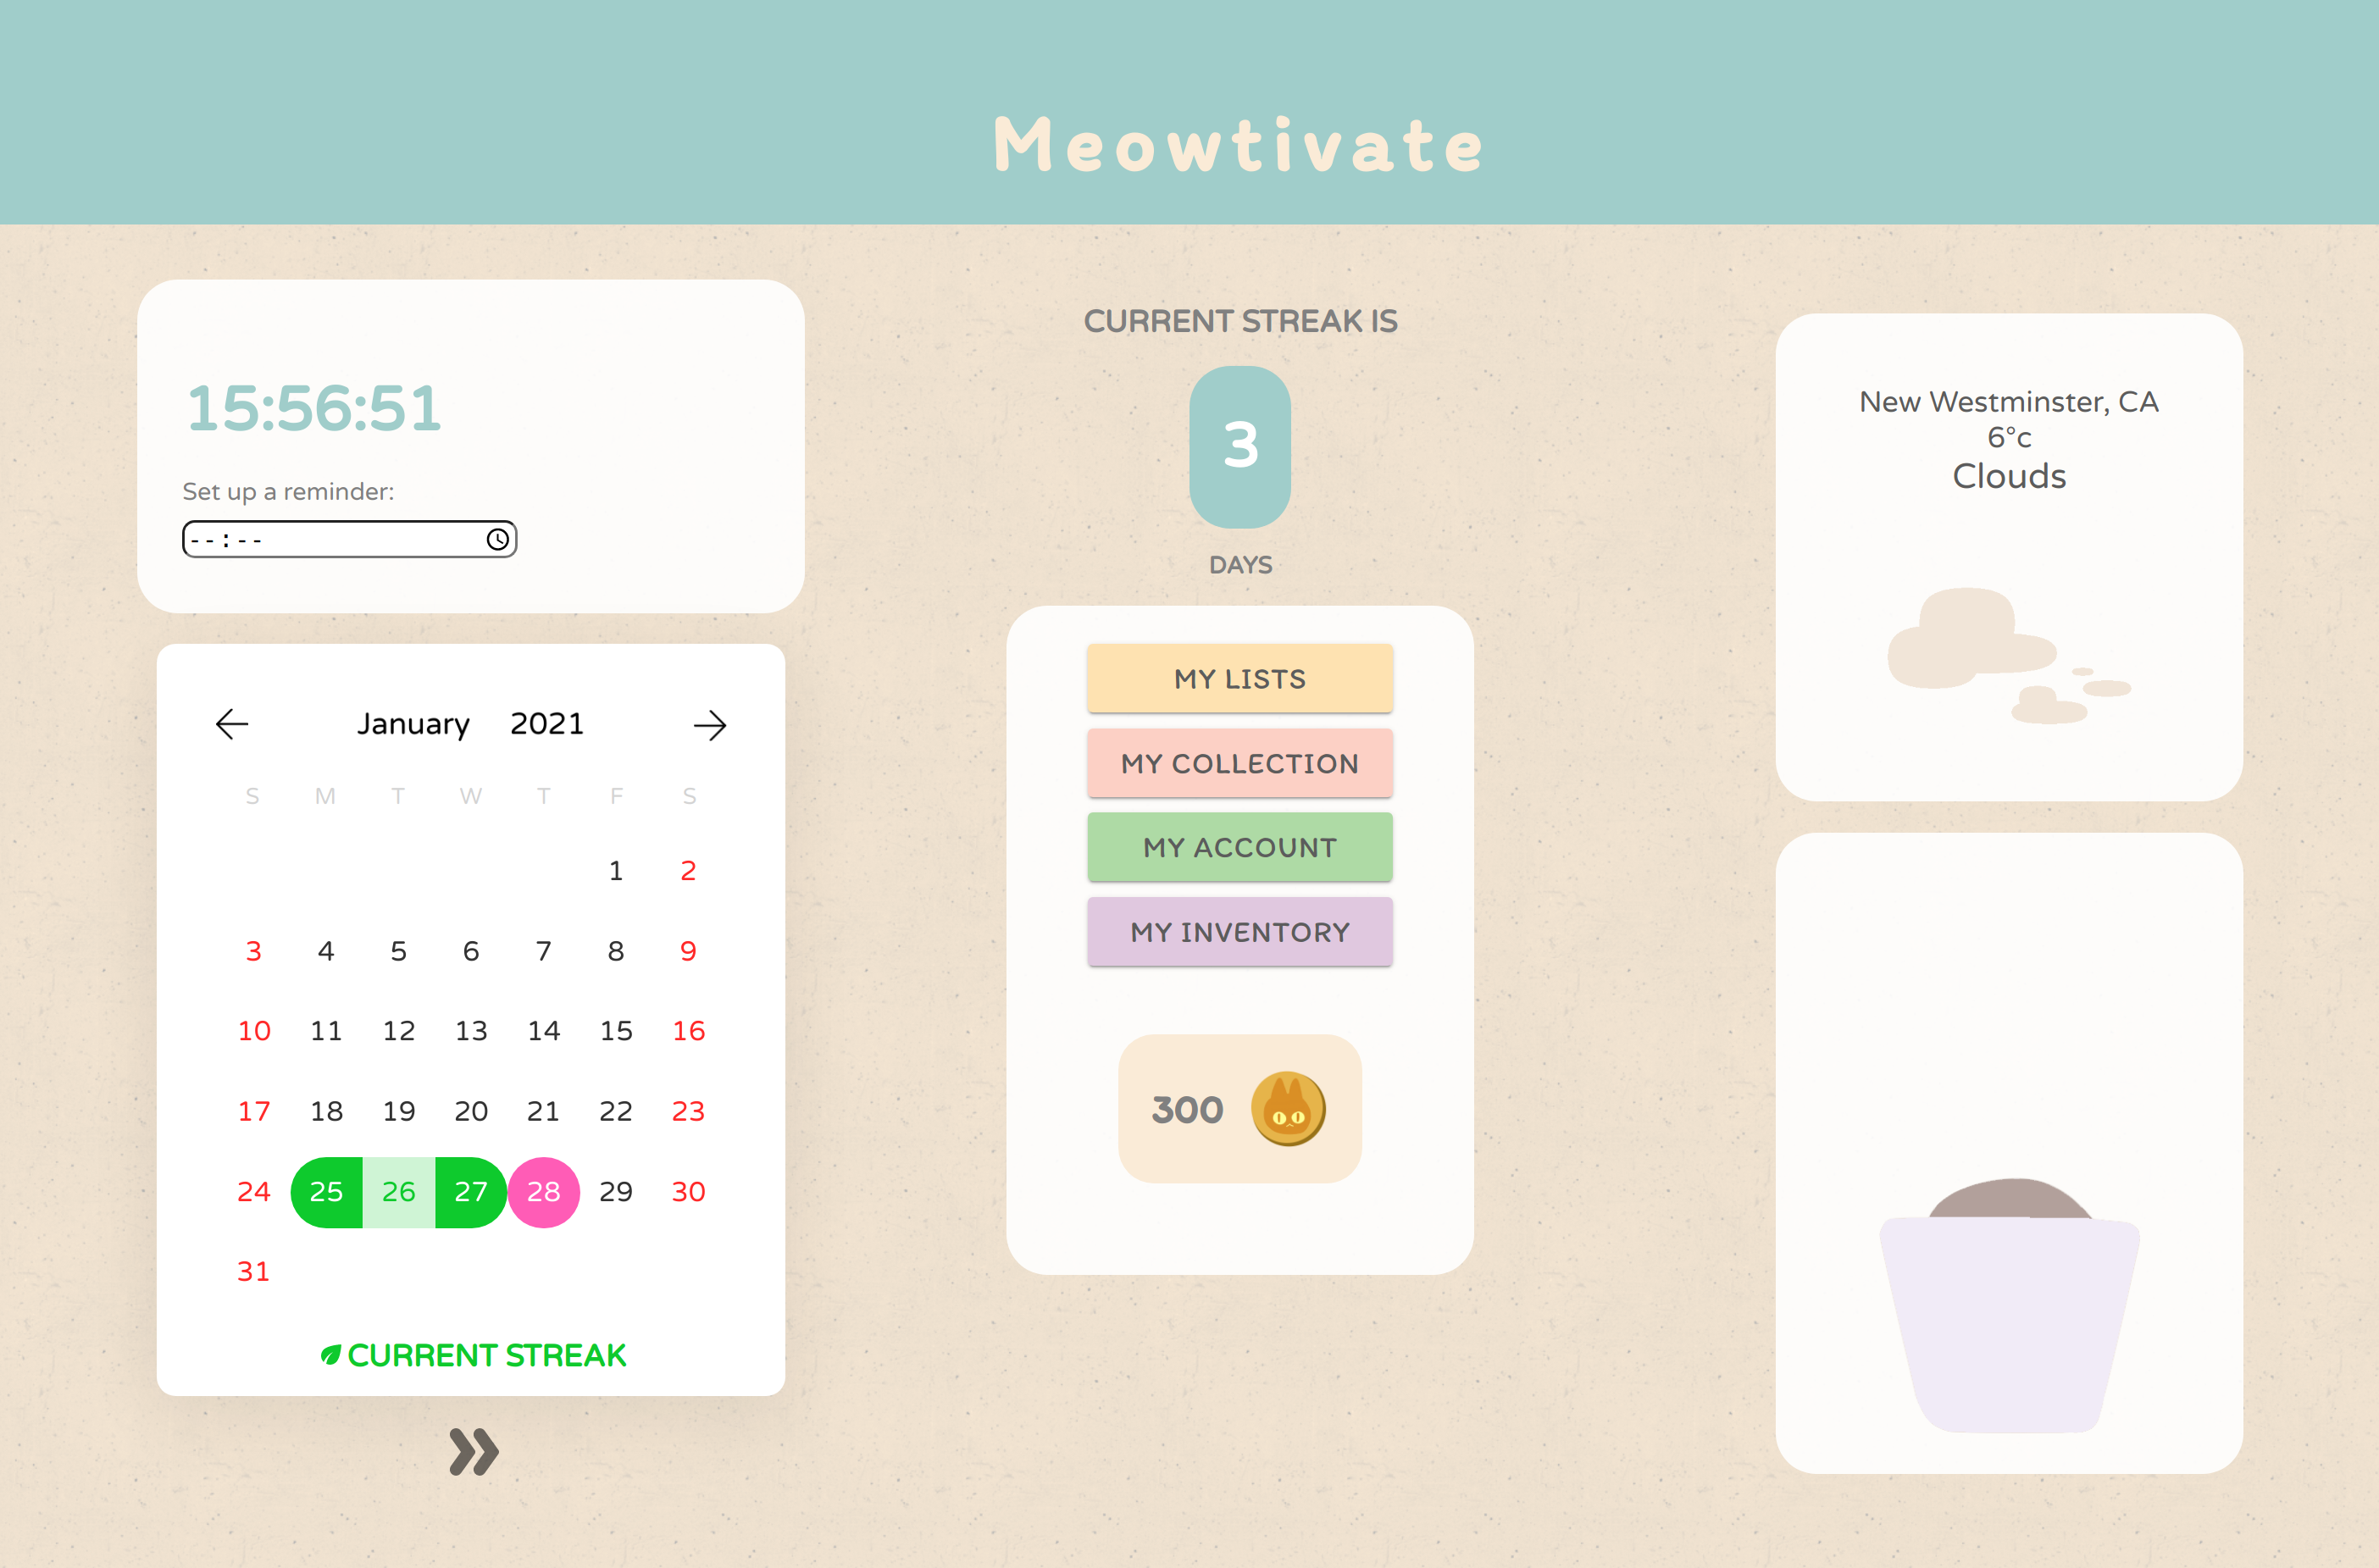 Meowtivate
15:56:51
Set up a reminder:
--:--
January 2021
S M T W T F S
1 2
3 4 5 6 7 8 9
10 11 12 13 14 15 16
17 18 19 20 21 22 23
24 25 26 27 28 29 30
31
CURRENT STREAK
CURRENT STREAK IS
3
DAYS
MY LISTS
MY COLLECTION
MY ACCOUNT
MY INVENTORY
300
New Westminster, CA
6°c
Clouds